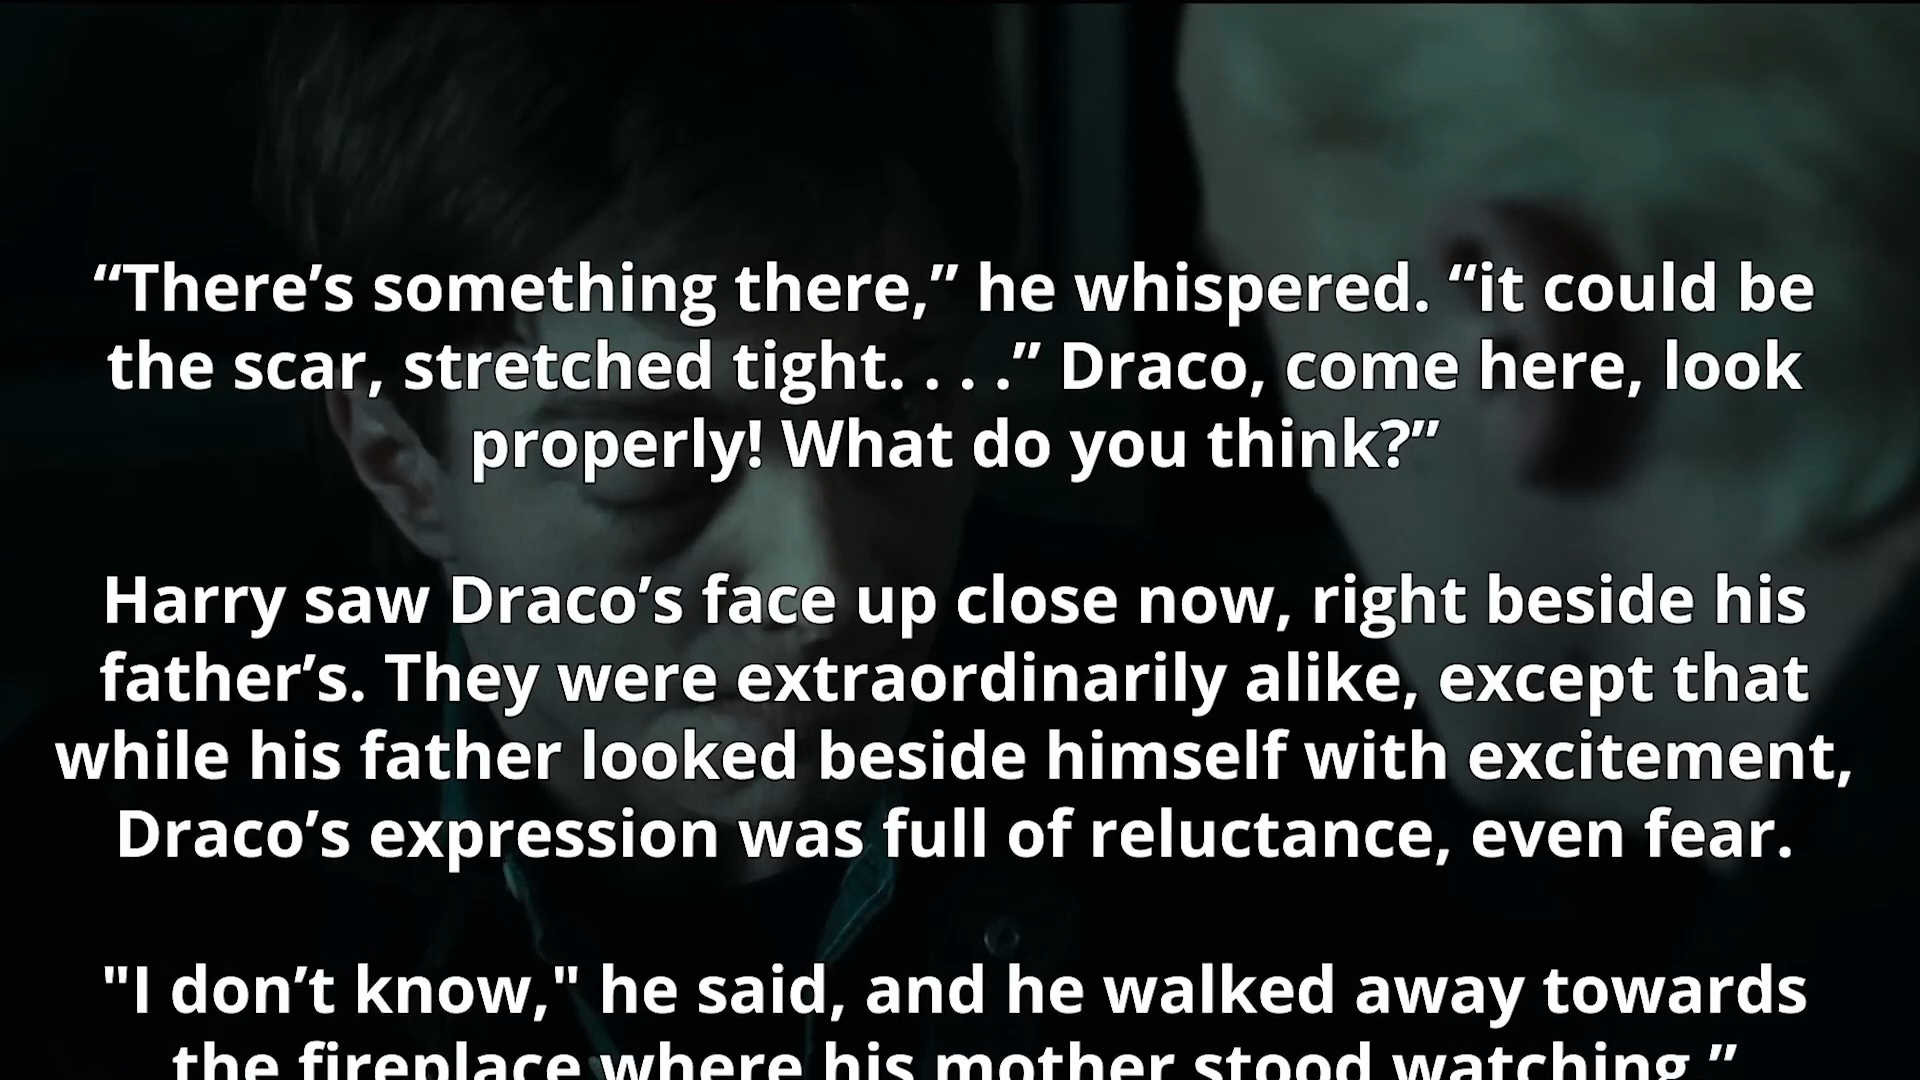 “There’s something there,” he whispered. “it could be
the scar, stretched tight. . . .” Draco, come here, look
properly! What do you think?”
Harry saw Draco’s face up close now, right beside his
father’s. They were extraordinarily alike, except that
while his father looked beside himself with excitement,
Draco’s expression was full of reluctance, even fear.
"I don’t know," he said, and he walked away towards
the fireplace where his mother stood watching.”